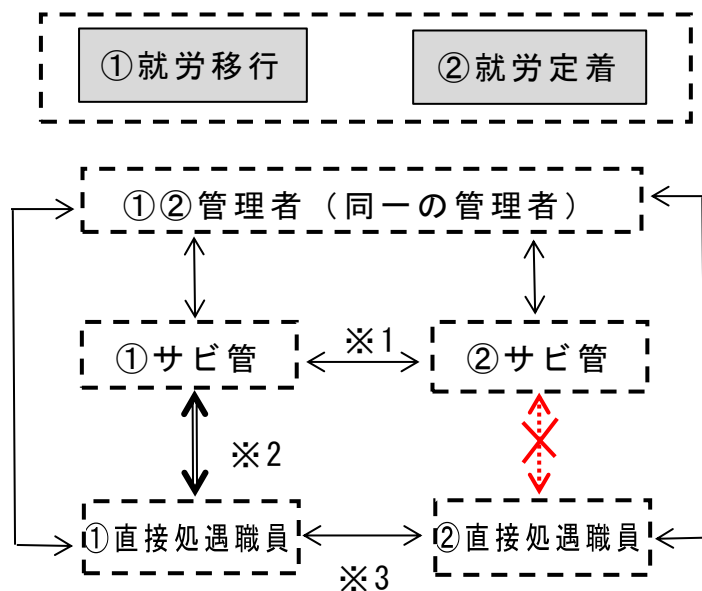 ①就労移行
②就労定着
①②管理者（同一の管理者）
①サビ管
※1
②サビ管
※2
①直接処遇職員
②直接処遇職員
※3